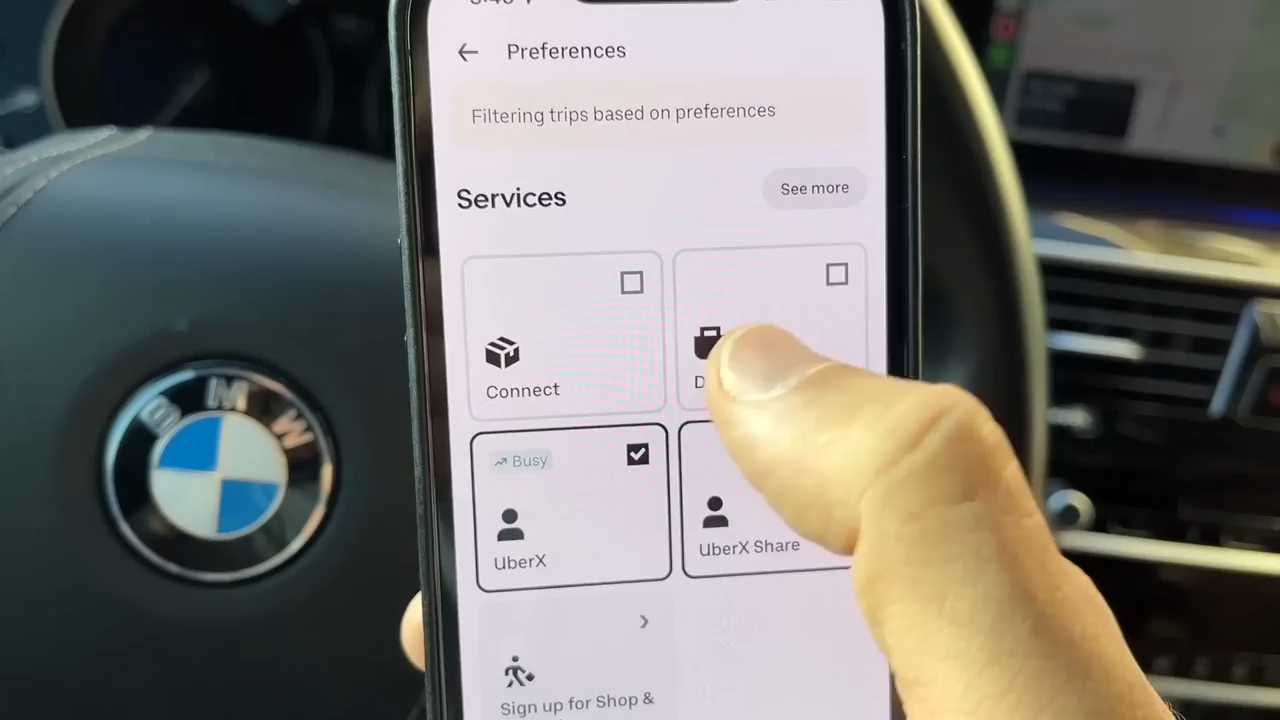 Preferences
Filtering trips based on preferences
Services
See more
Connect
D
Busy
UberX
UberX Share
Sign up for Shop &
BMW